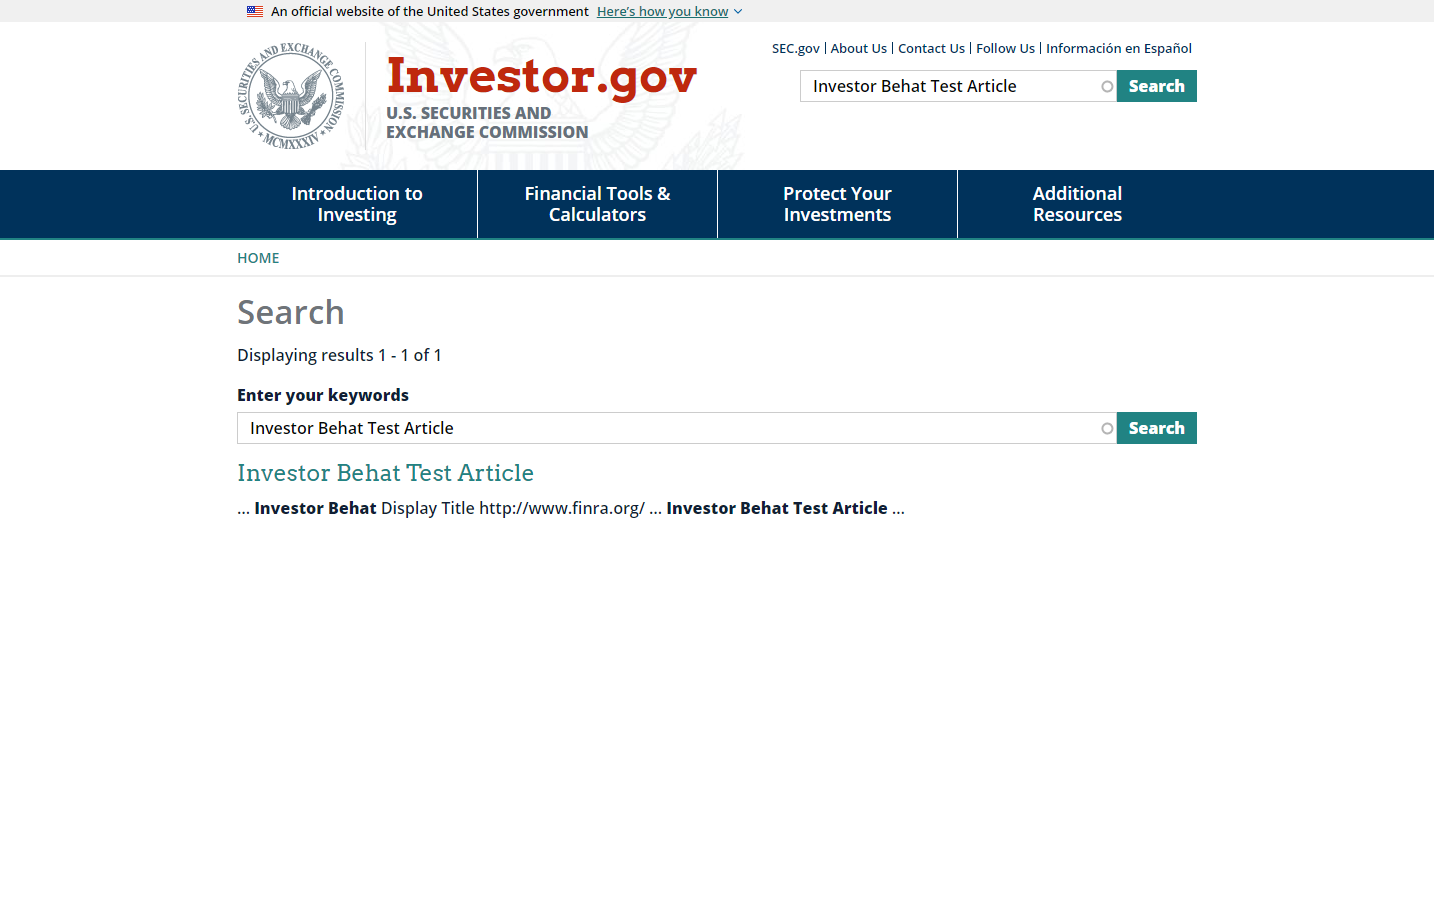 An official website of the United States government Here’s how you know
SEC.gov About Us Contact Us Follow Us Información en Español
U.S. SECURITIES AND EXCHANGE COMMISSION
MCMXXXIV
Investor.gov
U.S. SECURITIES AND
EXCHANGE COMMISSION
Investor Behat Test Article Search
Introduction to
Investing
Financial Tools &
Calculators
Protect Your
Investments
Additional
Resources
HOME
Search
Displaying results 1 - 1 of 1
Enter your keywords
Investor Behat Test Article Search
Investor Behat Test Article
... Investor Behat Display Title http://www.finra.org/ ... Investor Behat Test Article ...